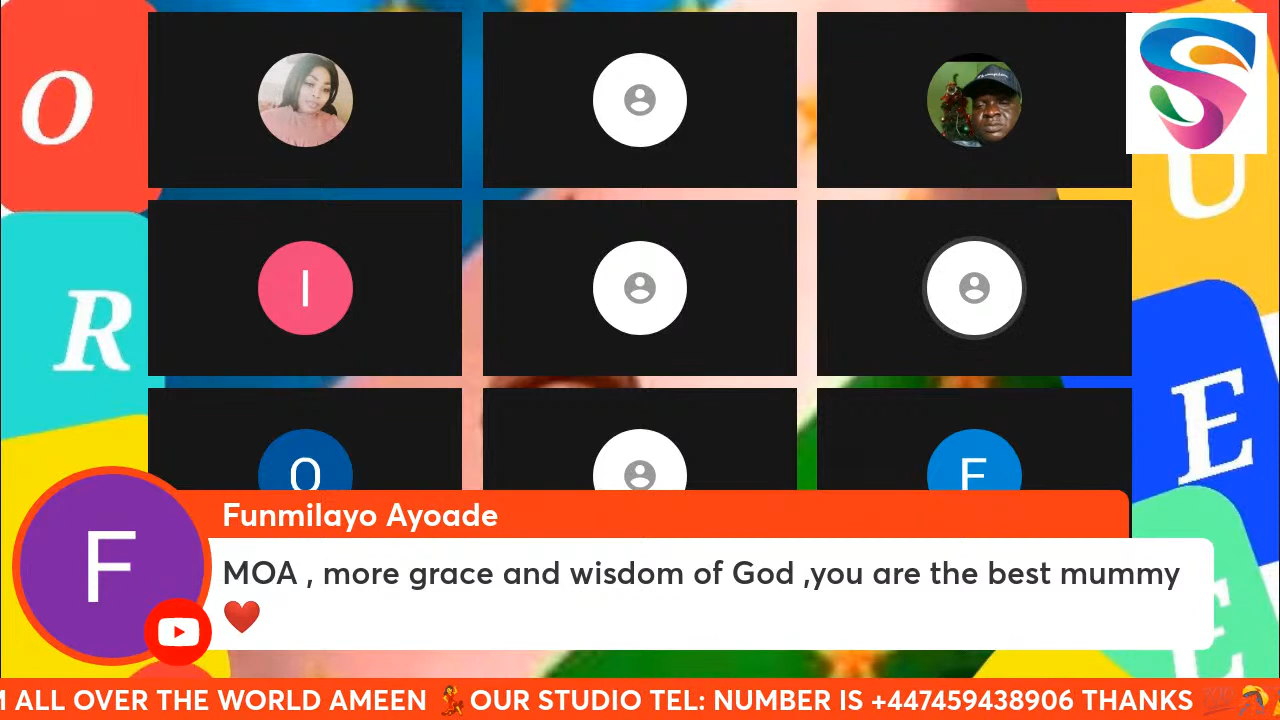 O
U
R
I
E
O
F
Funmilayo Ayoade
F
MOA , more grace and wisdom of God ,you are the best mummy
❤️
E
ALL OVER THE WORLD AMEEN 💃OUR STUDIO TEL: NUMBER IS +447459438906 THANKS